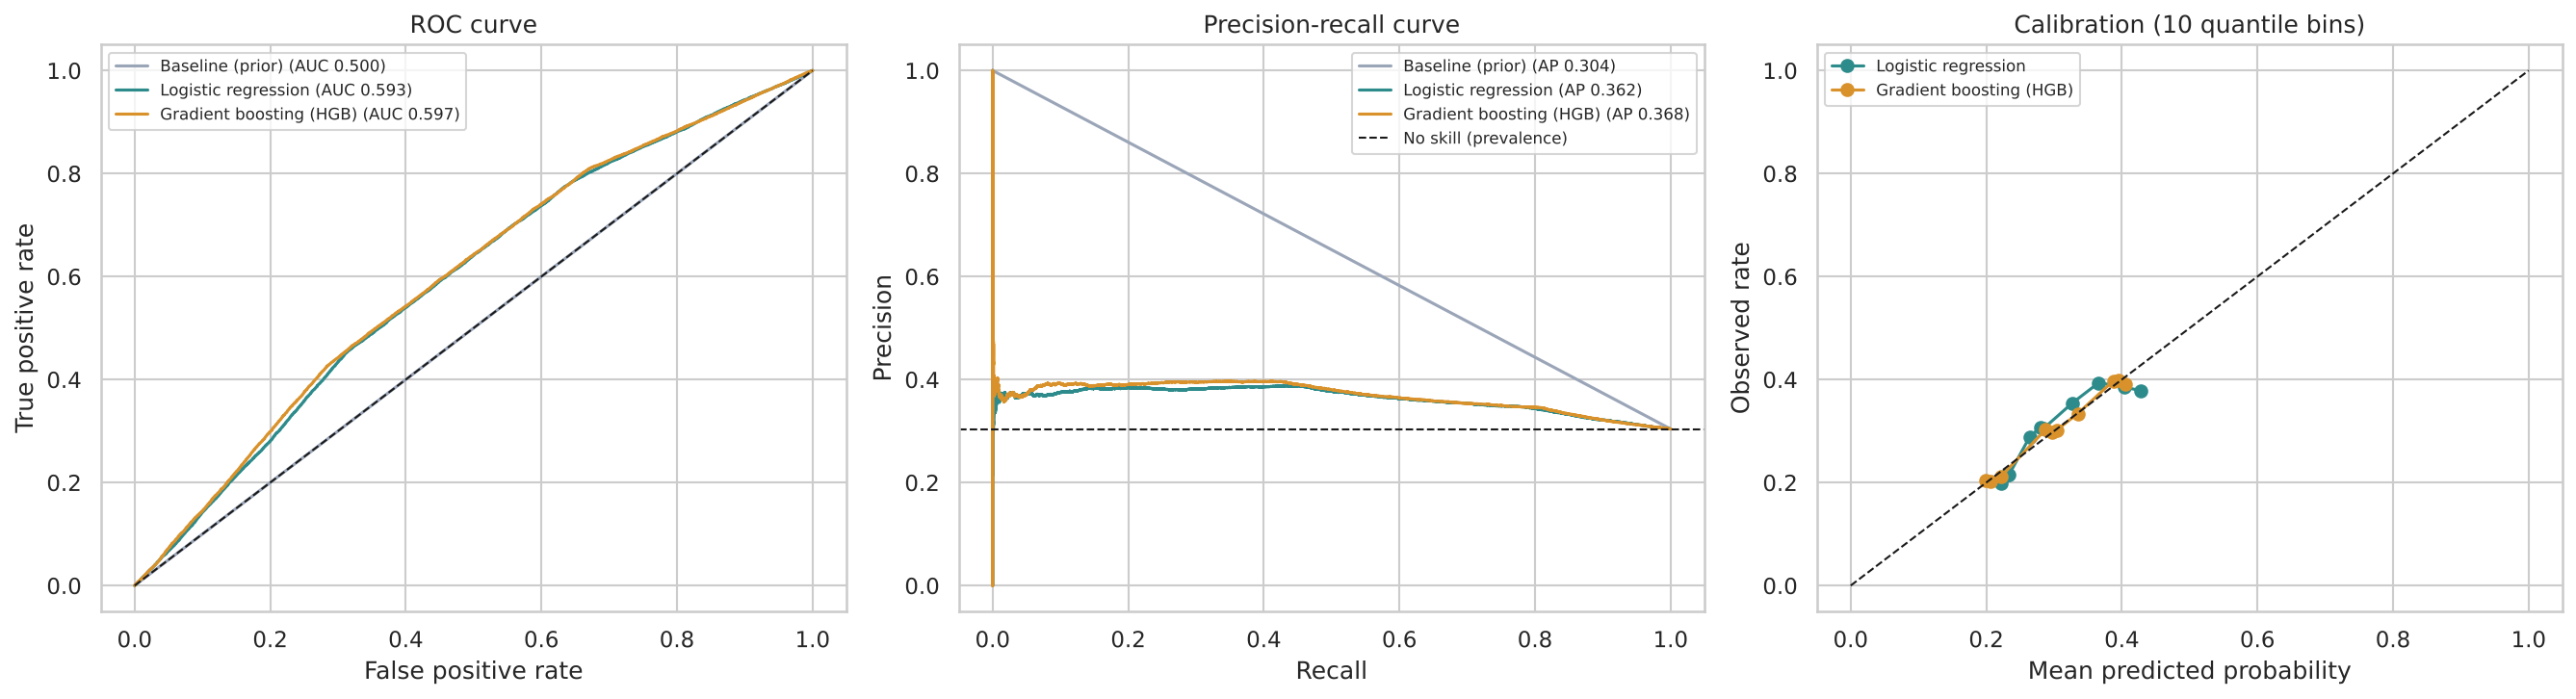 ROC curve
Baseline (prior) (AUC 0.500)
Logistic regression (AUC 0.593)
Gradient boosting (HGB) (AUC 0.597)
True positive rate
1.0
0.8
0.6
0.4
0.2
0.0
0.0 0.2 0.4 0.6 0.8 1.0
False positive rate
Precision-recall curve
Baseline (prior) (AP 0.304)
Logistic regression (AP 0.362)
Gradient boosting (HGB) (AP 0.368)
No skill (prevalence)
Precision
1.0
0.8
0.6
0.4
0.2
0.0
0.0 0.2 0.4 0.6 0.8 1.0
Recall
Calibration (10 quantile bins)
Logistic regression
Gradient boosting (HGB)
Observed rate
1.0
0.8
0.6
0.4
0.2
0.0
0.0 0.2 0.4 0.6 0.8 1.0
Mean predicted probability